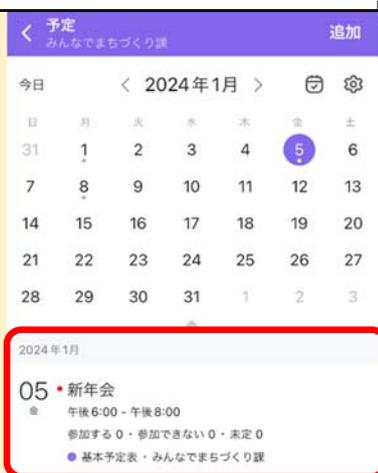 予定
みんなでまちづくり課
追加
今日 < 2024年1月 >
日 月 火 水 木 金 土
31 1 2 3 4 5 6
7 8 9 10 11 12 13
14 15 16 17 18 19 20
21 22 23 24 25 26 27
28 29 30 31 1 2 3
2024年1月
05 新年会
金 午後6:00 - 午後8:00
参加する 0・参加できない 0・未定 0
基本予定表・みんなでまちづくり課